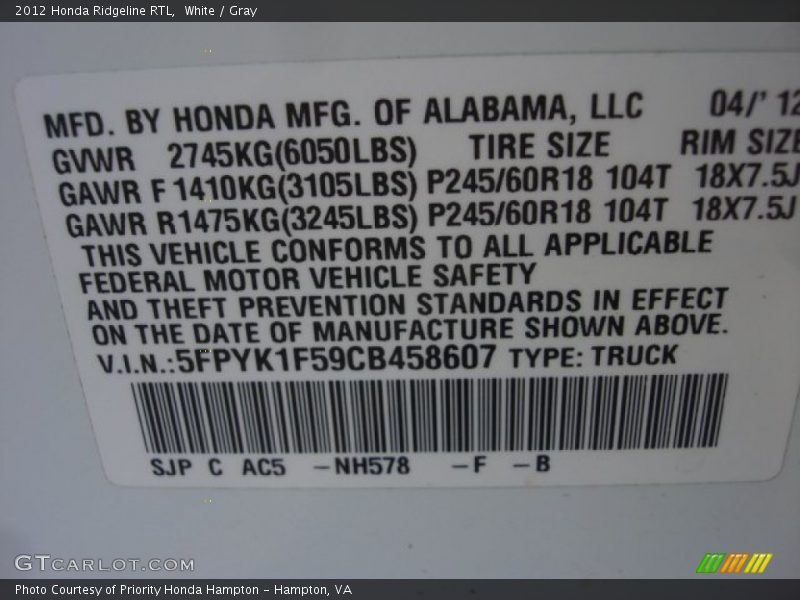 2012 Honda Ridgeline RTL, White / Gray
MFD. BY HONDA MFG. OF ALABAMA, LLC 04/' 12
GVWR 2745KG(6050LBS) TIRE SIZE RIM SIZE
GAWR F 1410KG(3105LBS) P245/60R18 104T 18X7.5J
GAWR R1475KG(3245LBS) P245/60R18 104T 18X7.5J
THIS VEHICLE CONFORMS TO ALL APPLICABLE
FEDERAL MOTOR VEHICLE SAFETY
AND THEFT PREVENTION STANDARDS IN EFFECT
ON THE DATE OF MANUFACTURE SHOWN ABOVE.
V.I.N.:5FPYK1F59CB458607 TYPE: TRUCK
SJP C AC5 -NH578 -F -B
GTCARLOT.COM
Photo Courtesy of Priority Honda Hampton - Hampton, VA